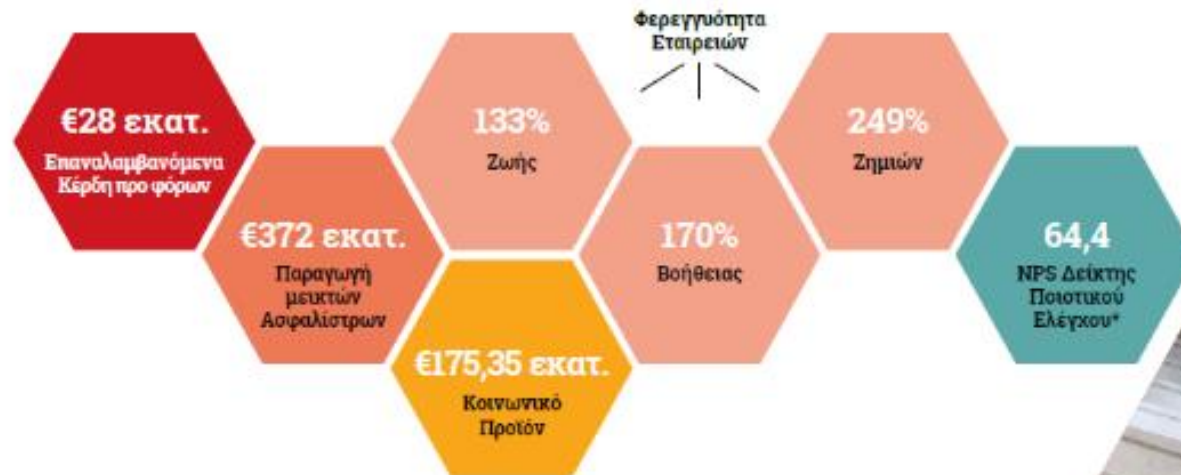 Φερεγγυότητα
Εταιρειών
€28 εκατ.
Επαναλαμβανόμενα
Κέρδη προ φόρων
€372 εκατ.
Παραγωγή
μεικτών
Ασφαλίστρων
133%
Ζωής
€175,35 εκατ.
Κοινωνικό
Προϊόν
170%
Βοήθειας
249%
Ζημιών
64,4
NPS Δείκτης
Ποιοτικού
Ελέγχου*